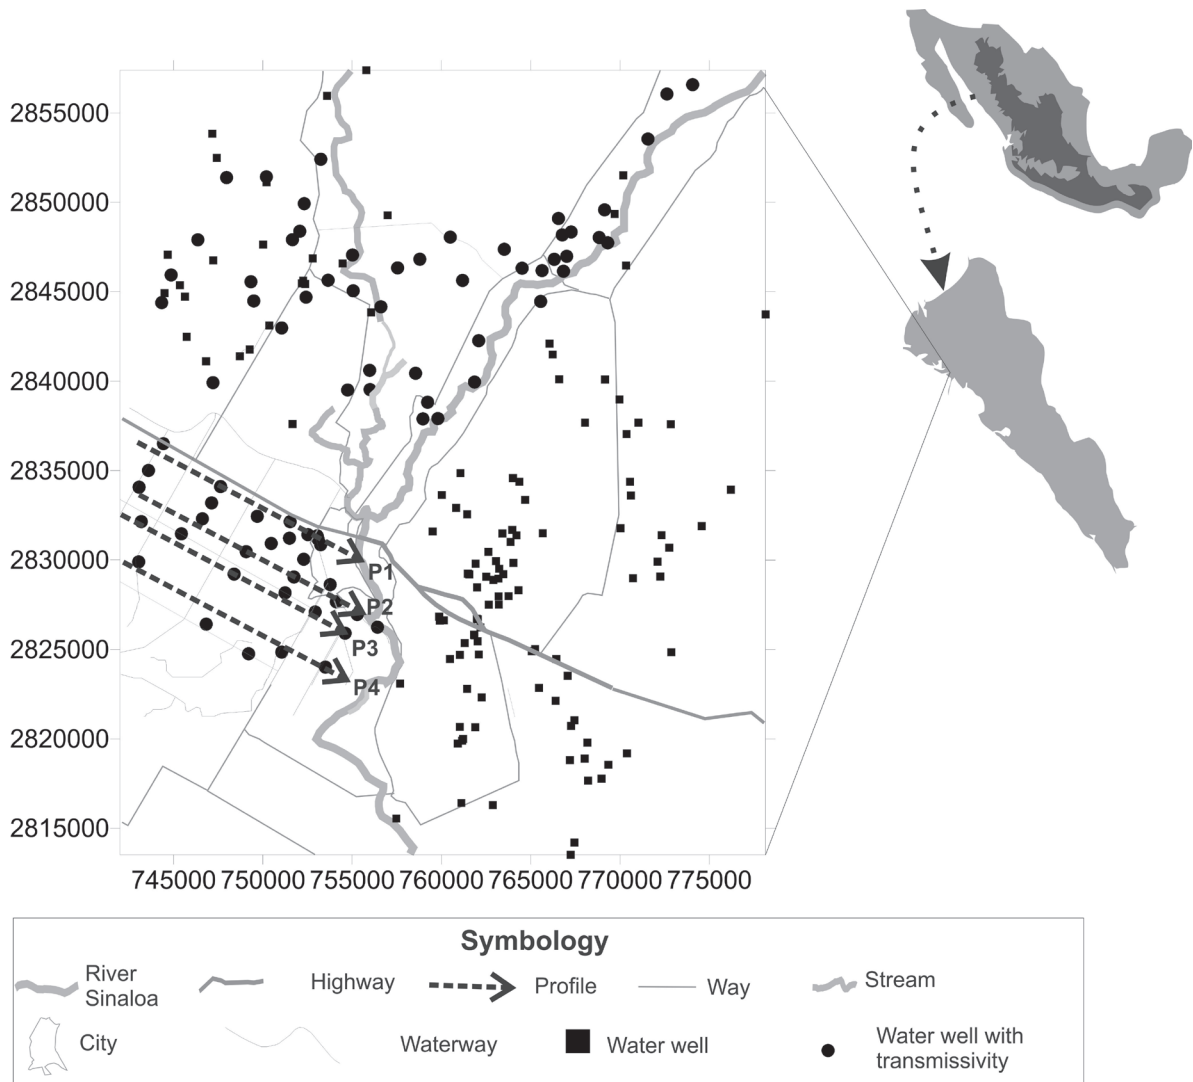 2855000
2850000
2845000
2840000
2835000
2830000
2825000
2820000
2815000
P1
P2
P3
P4
745000 750000 755000 760000 765000 770000 775000
Symbology
River
Sinaloa
Highway
Profile
Way
Stream
City
Waterway
Water well
Water well with
transmissivity